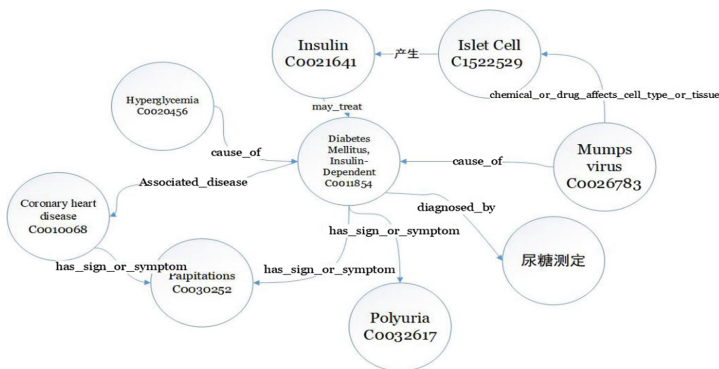 Insulin
C0021641
产生
Islet Cell
C1522529
Hyperglycemia
C0020456
may_treat
chemical_or_drug_affects_cell_type_or_tissue
cause_of
Diabetes
Mellitus,
Insulin-
Dependent
C0011854
cause_of
Mumps
virus
C0026783
Associated_disease
Coronary heart
disease
C0010068
diagnosed_by
has_sign_or_symptom
has_sign_or_symptom
has_sign_or_symptom
Palpitations
C0030252
尿糖测定
Polyuria
C0032617